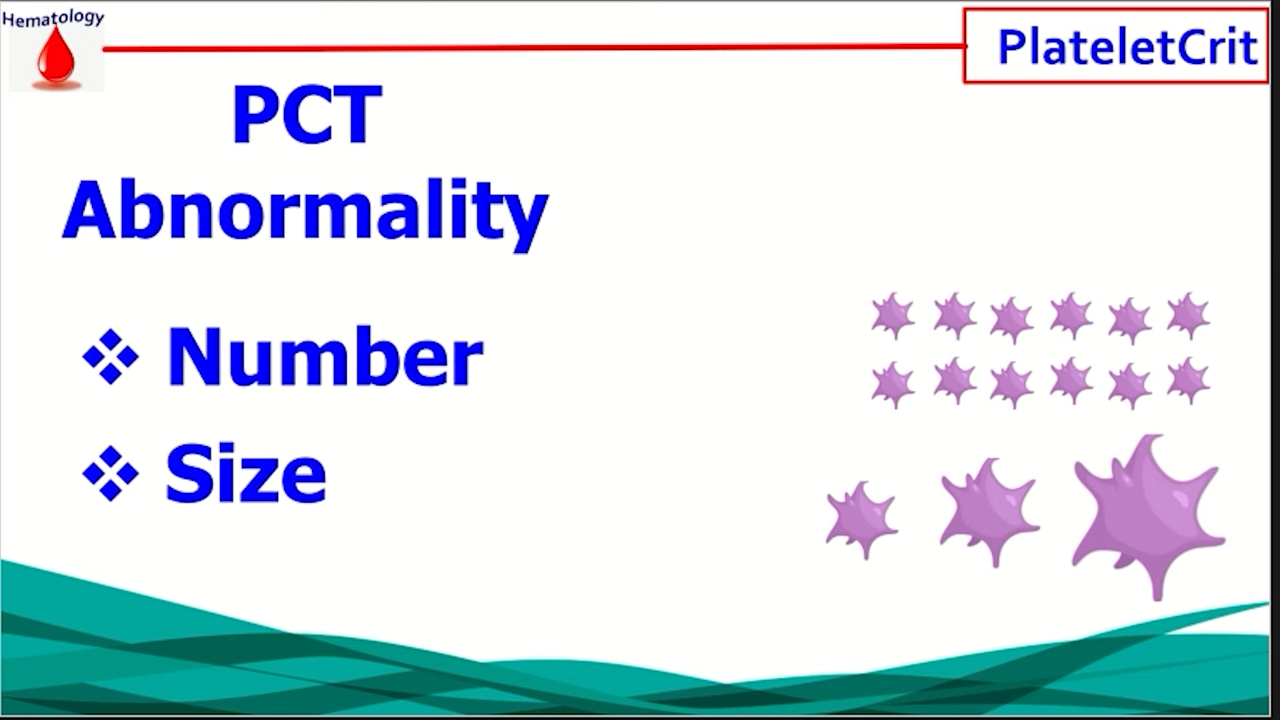 Hematology
PlateletCrit
PCT
Abnormality
❖ Number
❖ Size